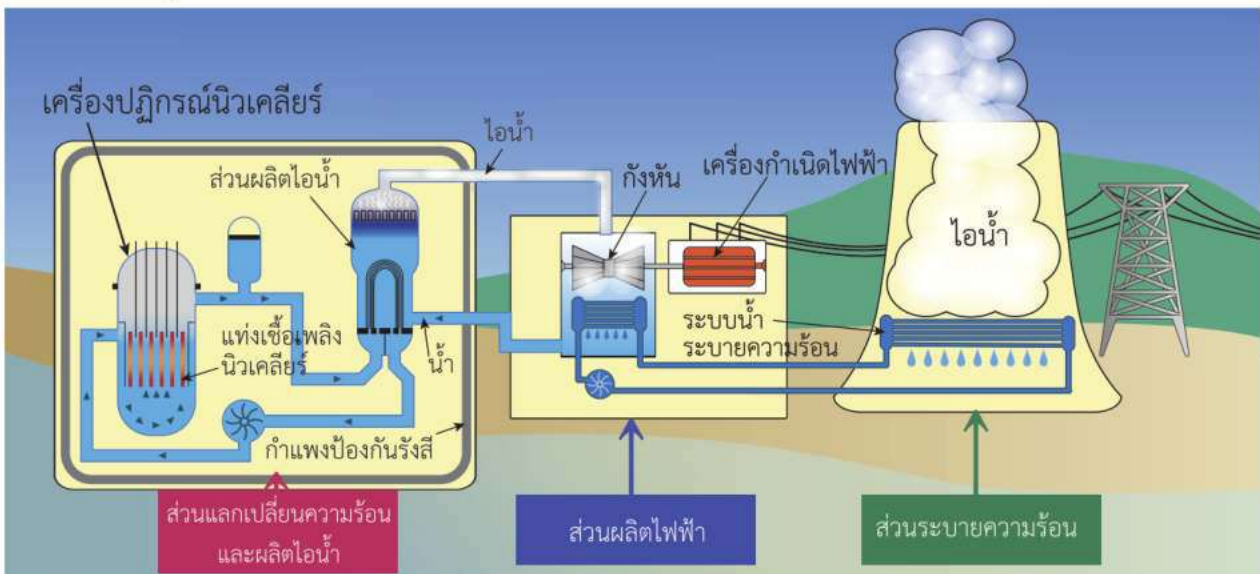 เครื่องปฏิกรณ์นิวเคลียร์
ไอน้ำ
ส่วนผลิตไอน้ำ
กังหัน
เครื่องกำเนิดไฟฟ้า
ไอน้ำ
แท่งเชื้อเพลิง
นิวเคลียร์
น้ำ
ระบบน้ำ
ระบายความร้อน
กำแพงป้องกันรังสี
ส่วนแลกเปลี่ยนความร้อน
และผลิตไอน้ำ
ส่วนผลิตไฟฟ้า
ส่วนระบายความร้อน